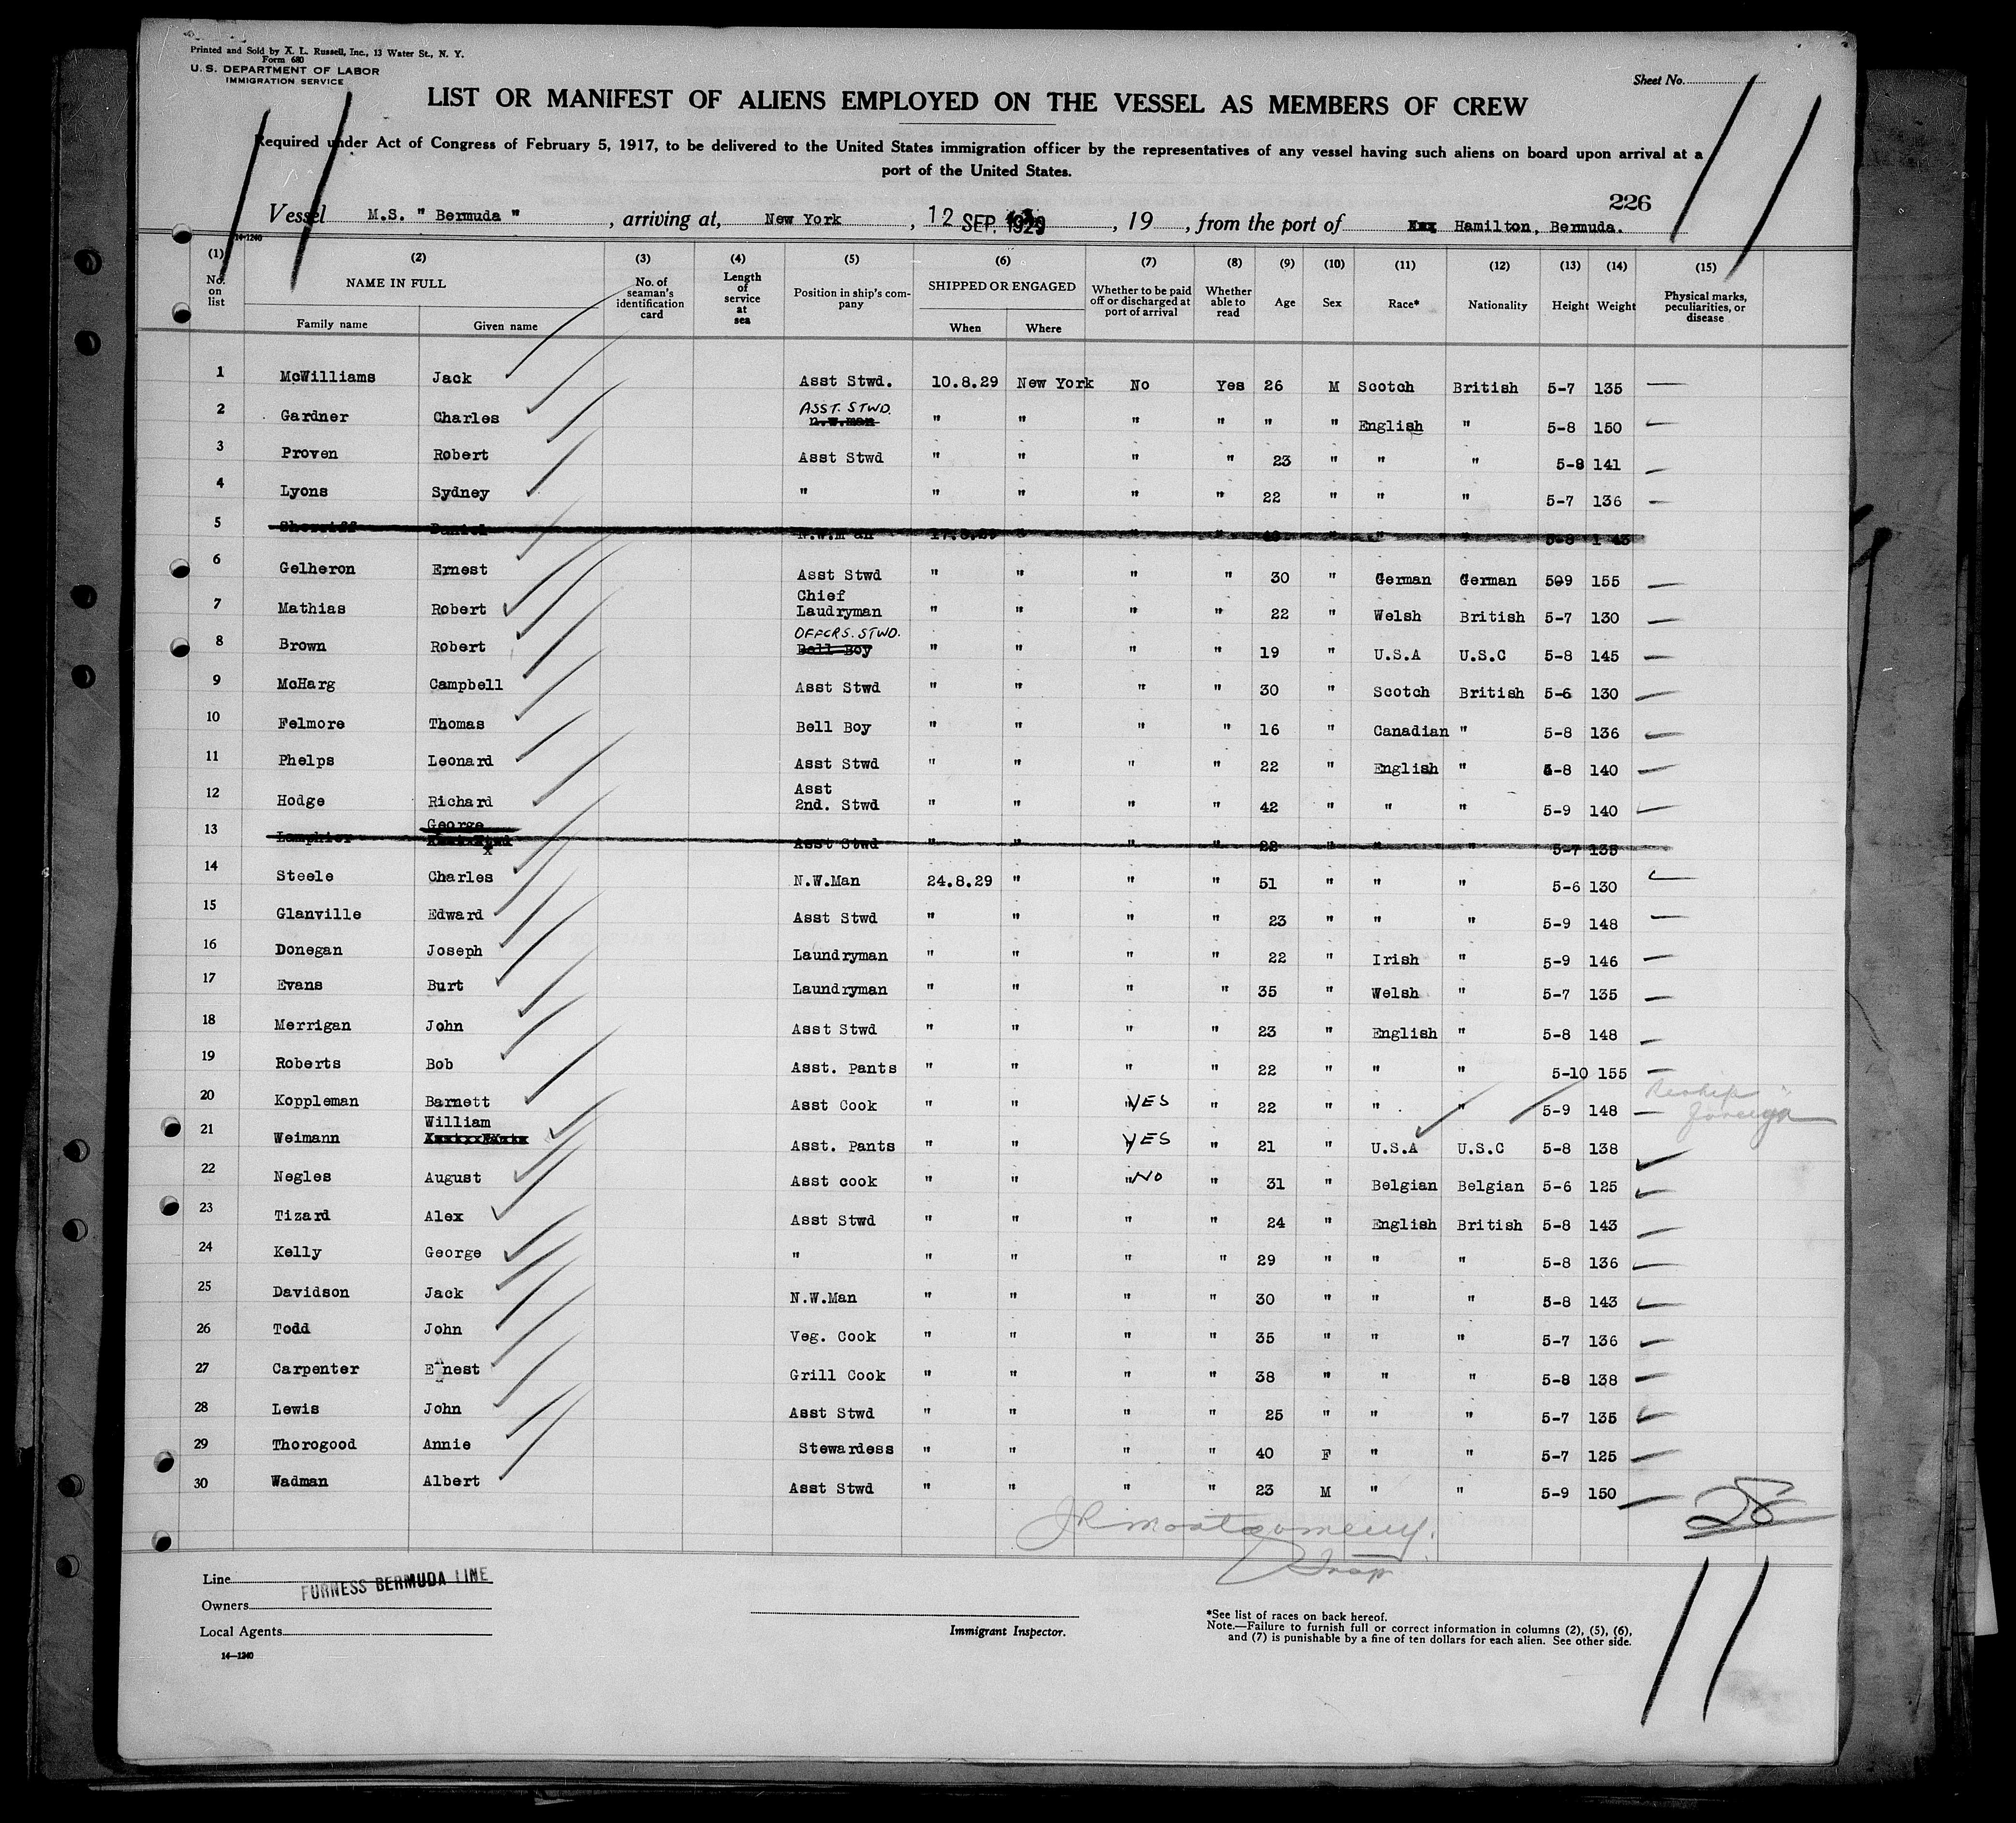 Printed and Sold by X. L. Russell, Inc., 13 Water St., N. Y.
Form 680
U. S. DEPARTMENT OF LABOR
IMMIGRATION SERVICE
Sheet No.
LIST OR MANIFEST OF ALIENS EMPLOYED ON THE VESSEL AS MEMBERS OF CREW
Required under Act of Congress of February 5, 1917, to be delivered to the United States immigration officer by the representatives of any vessel having such aliens on board upon arrival at a
port of the United States.
226
Vessel M.S. " Bermuda " , arriving at, New York , 12 SEP. 1929 , 19 , from the port of Hamilton, Bermuda.
14-1240
(1) (2) (3) (4) (5) (6) (7) (8) (9) (10) (11) (12) (13) (14) (15)
No. on list NAME IN FULL Family name Given name No. of seaman's identification card Length of service at sea Position in ship's company SHIPPED OR ENGAGED When Where Whether to be paid off or discharged at port of arrival Whether able to read Age Sex Race* Nationality Height Weight Physical marks, peculiarities, or disease
1 McWilliams Jack Asst Stwd. 10.8.29 New York No Yes 26 M Scotch British 5-7 135 —
ASST. STWD.
2 Gardner Charles n.w.man " " " " " " English " 5-8 150 —
3 Proven Robert Asst Stwd " " " " 23 " " " 5-8 141 —
4 Lyons Sydney " " " " " 22 " " " 5-7 136 —
5 Sherriff Daniel N.W.m an 17.8.29 " " " 40 " " " 5-8 1 45
6 Gelheron Ernest Asst Stwd " " " " 30 " German German 509 155 —
Chief
7 Mathias Robert Laudryman " " " " 22 " Welsh British 5-7 130 —
OFFCRS. STWD.
8 Brown Robert Bell Boy " " " " 19 " U.S.A U.S.C 5-8 145 —
9 McHarg Campbell Asst Stwd " " " " 30 " Scotch British 5-6 130 —
10 Felmore Thomas Bell Boy " " " " 16 " Canadian " 5-8 136 —
11 Phelps Leonard Asst Stwd " " " " 22 " English " 5-8 140 —
Asst
12 Hodge Richard 2nd. Stwd " " " " 42 " " " 5-9 140 —
George
13 Lamphier Asst Stwd " " " " 22 " " " 5-7 135 —
14 Steele Charles N.W.Man 24.8.29 " " " 51 " " " 5-6 130 —
15 Glanville Edward Asst Stwd " " " " 23 " " " 5-9 148 —
16 Donegan Joseph Laundryman " " " " 22 " Irish " 5-9 146 —
17 Evans Burt Laundryman " " " " 35 " Welsh " 5-7 135 —
18 Merrigan John Asst Stwd " " " " 23 " English " 5-8 148 —
19 Roberts Bob Asst. Pants " " " " 22 " " " 5-10 155 —
20 Koppleman Barnett Asst Cook " " " YES " 22 " " " 5-9 148 — Reship foreign
William
21 Weimann Asst. Pants " " " YES " 21 " U.S.A U.S.C 5-8 138
22 Negles August Asst cook " " " NO " 31 " Belgian Belgian 5-6 125
23 Tizard Alex Asst Stwd " " " " 24 " English British 5-8 143 —
24 Kelly George " " " " " 29 " " " 5-8 136 —
25 Davidson Jack N.W.Man " " " " 30 " " " 5-8 143 —
26 Todd John Veg. Cook " " " " 35 " " " 5-7 136 —
27 Carpenter Ernest Grill Cook " " " " 38 " " " 5-8 138 —
28 Lewis John Asst Stwd " " " " 25 " " " 5-7 135 —
29 Thorogood Annie Stewardess " " " " 40 F " " 5-7 125 —
30 Wadman Albert Asst Stwd " " " " 23 M " " 5-9 150 —
28
JR Montgomery.
Insp
Line FURNESS BERMUDA LINE
Owners
Local Agents
14—1240
Immigrant Inspector.
*See list of races on back hereof.
Note.—Failure to furnish full or correct information in columns (2), (5), (6),
and (7) is punishable by a fine of ten dollars for each alien. See other side.